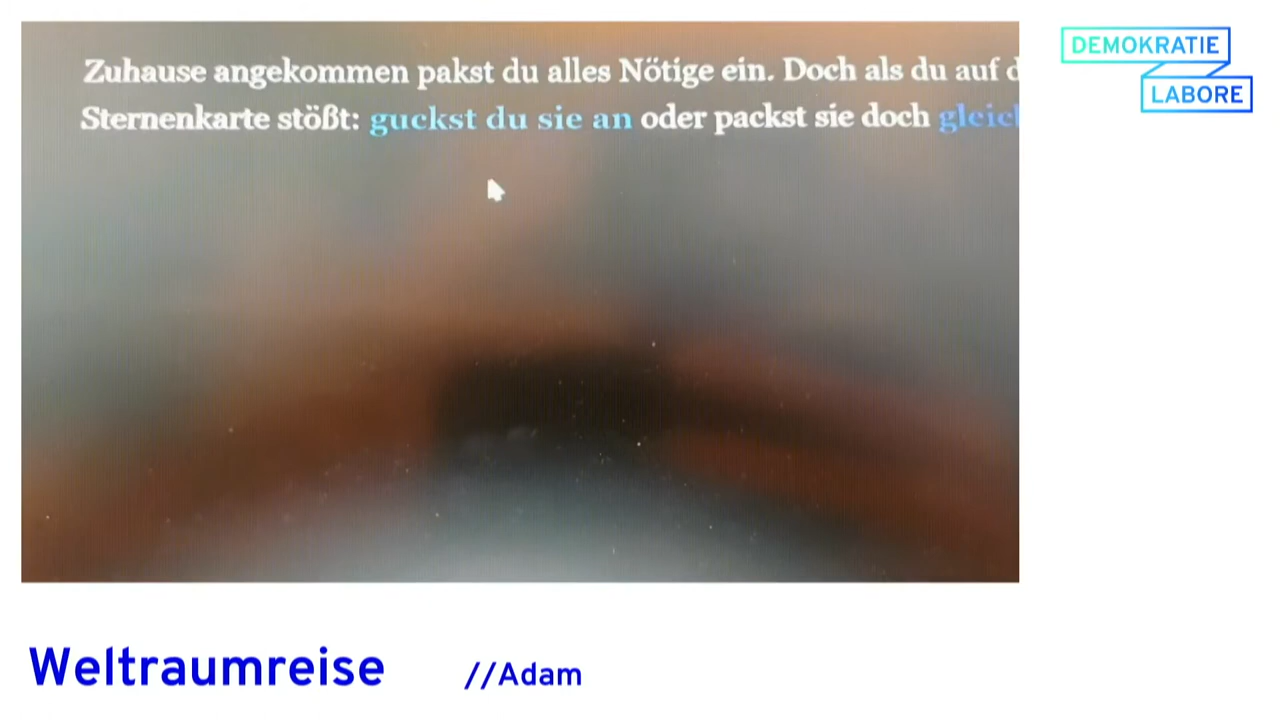 Zuhause angekommen pakst du alles Nötige ein. Doch als du auf
Sternenkarte stößt: guckst du sie an oder packst sie doch
DEMOKRATIE
LABORE
Weltraumreise //Adam